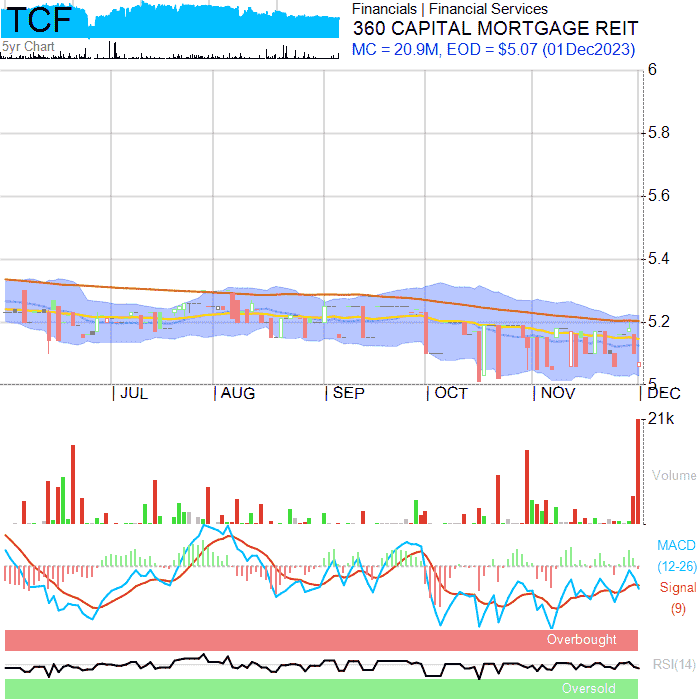 TCF
5yr Chart
Financials | Financial Services
360 CAPITAL MORTGAGE REIT
MC = 20.9M, EOD = $5.07 (01Dec2023)
6
5.8
5.6
5.4
5.2
5
| JUL | AUG | SEP | OCT | NOV | DEC
21k
Volume
MACD
(12-26)
Signal
(9)
Overbought
RSI(14)
Oversold